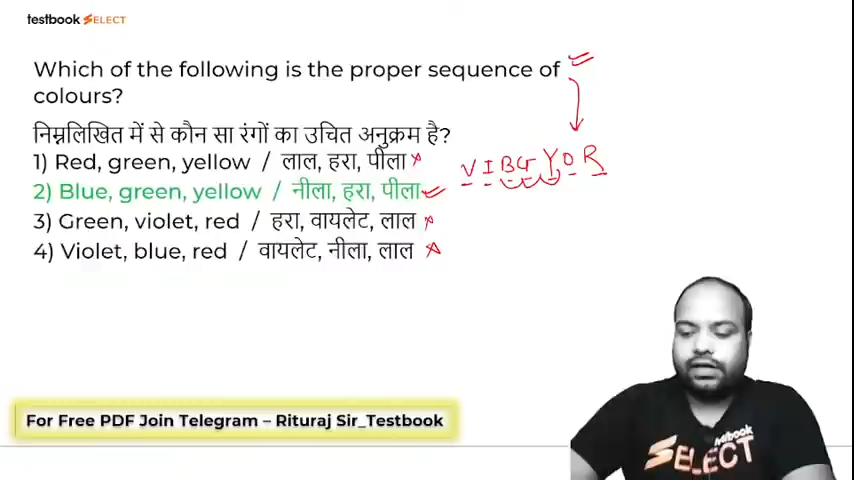 testbook SELECT
Which of the following is the proper sequence of
colours?
निम्नलिखित में से कौन सा रंगों का उचित अनुक्रम है?
1) Red, green, yellow / लाल, हरा, पीला
VIBGYOR
2) Blue, green, yellow / नीला, हरा, पीला
3) Green, violet, red / हरा, वायलेट, लाल
4) Violet, blue, red / वायलेट, नीला, लाल
For Free PDF Join Telegram – Rituraj Sir_Testbook
testbook
SELECT